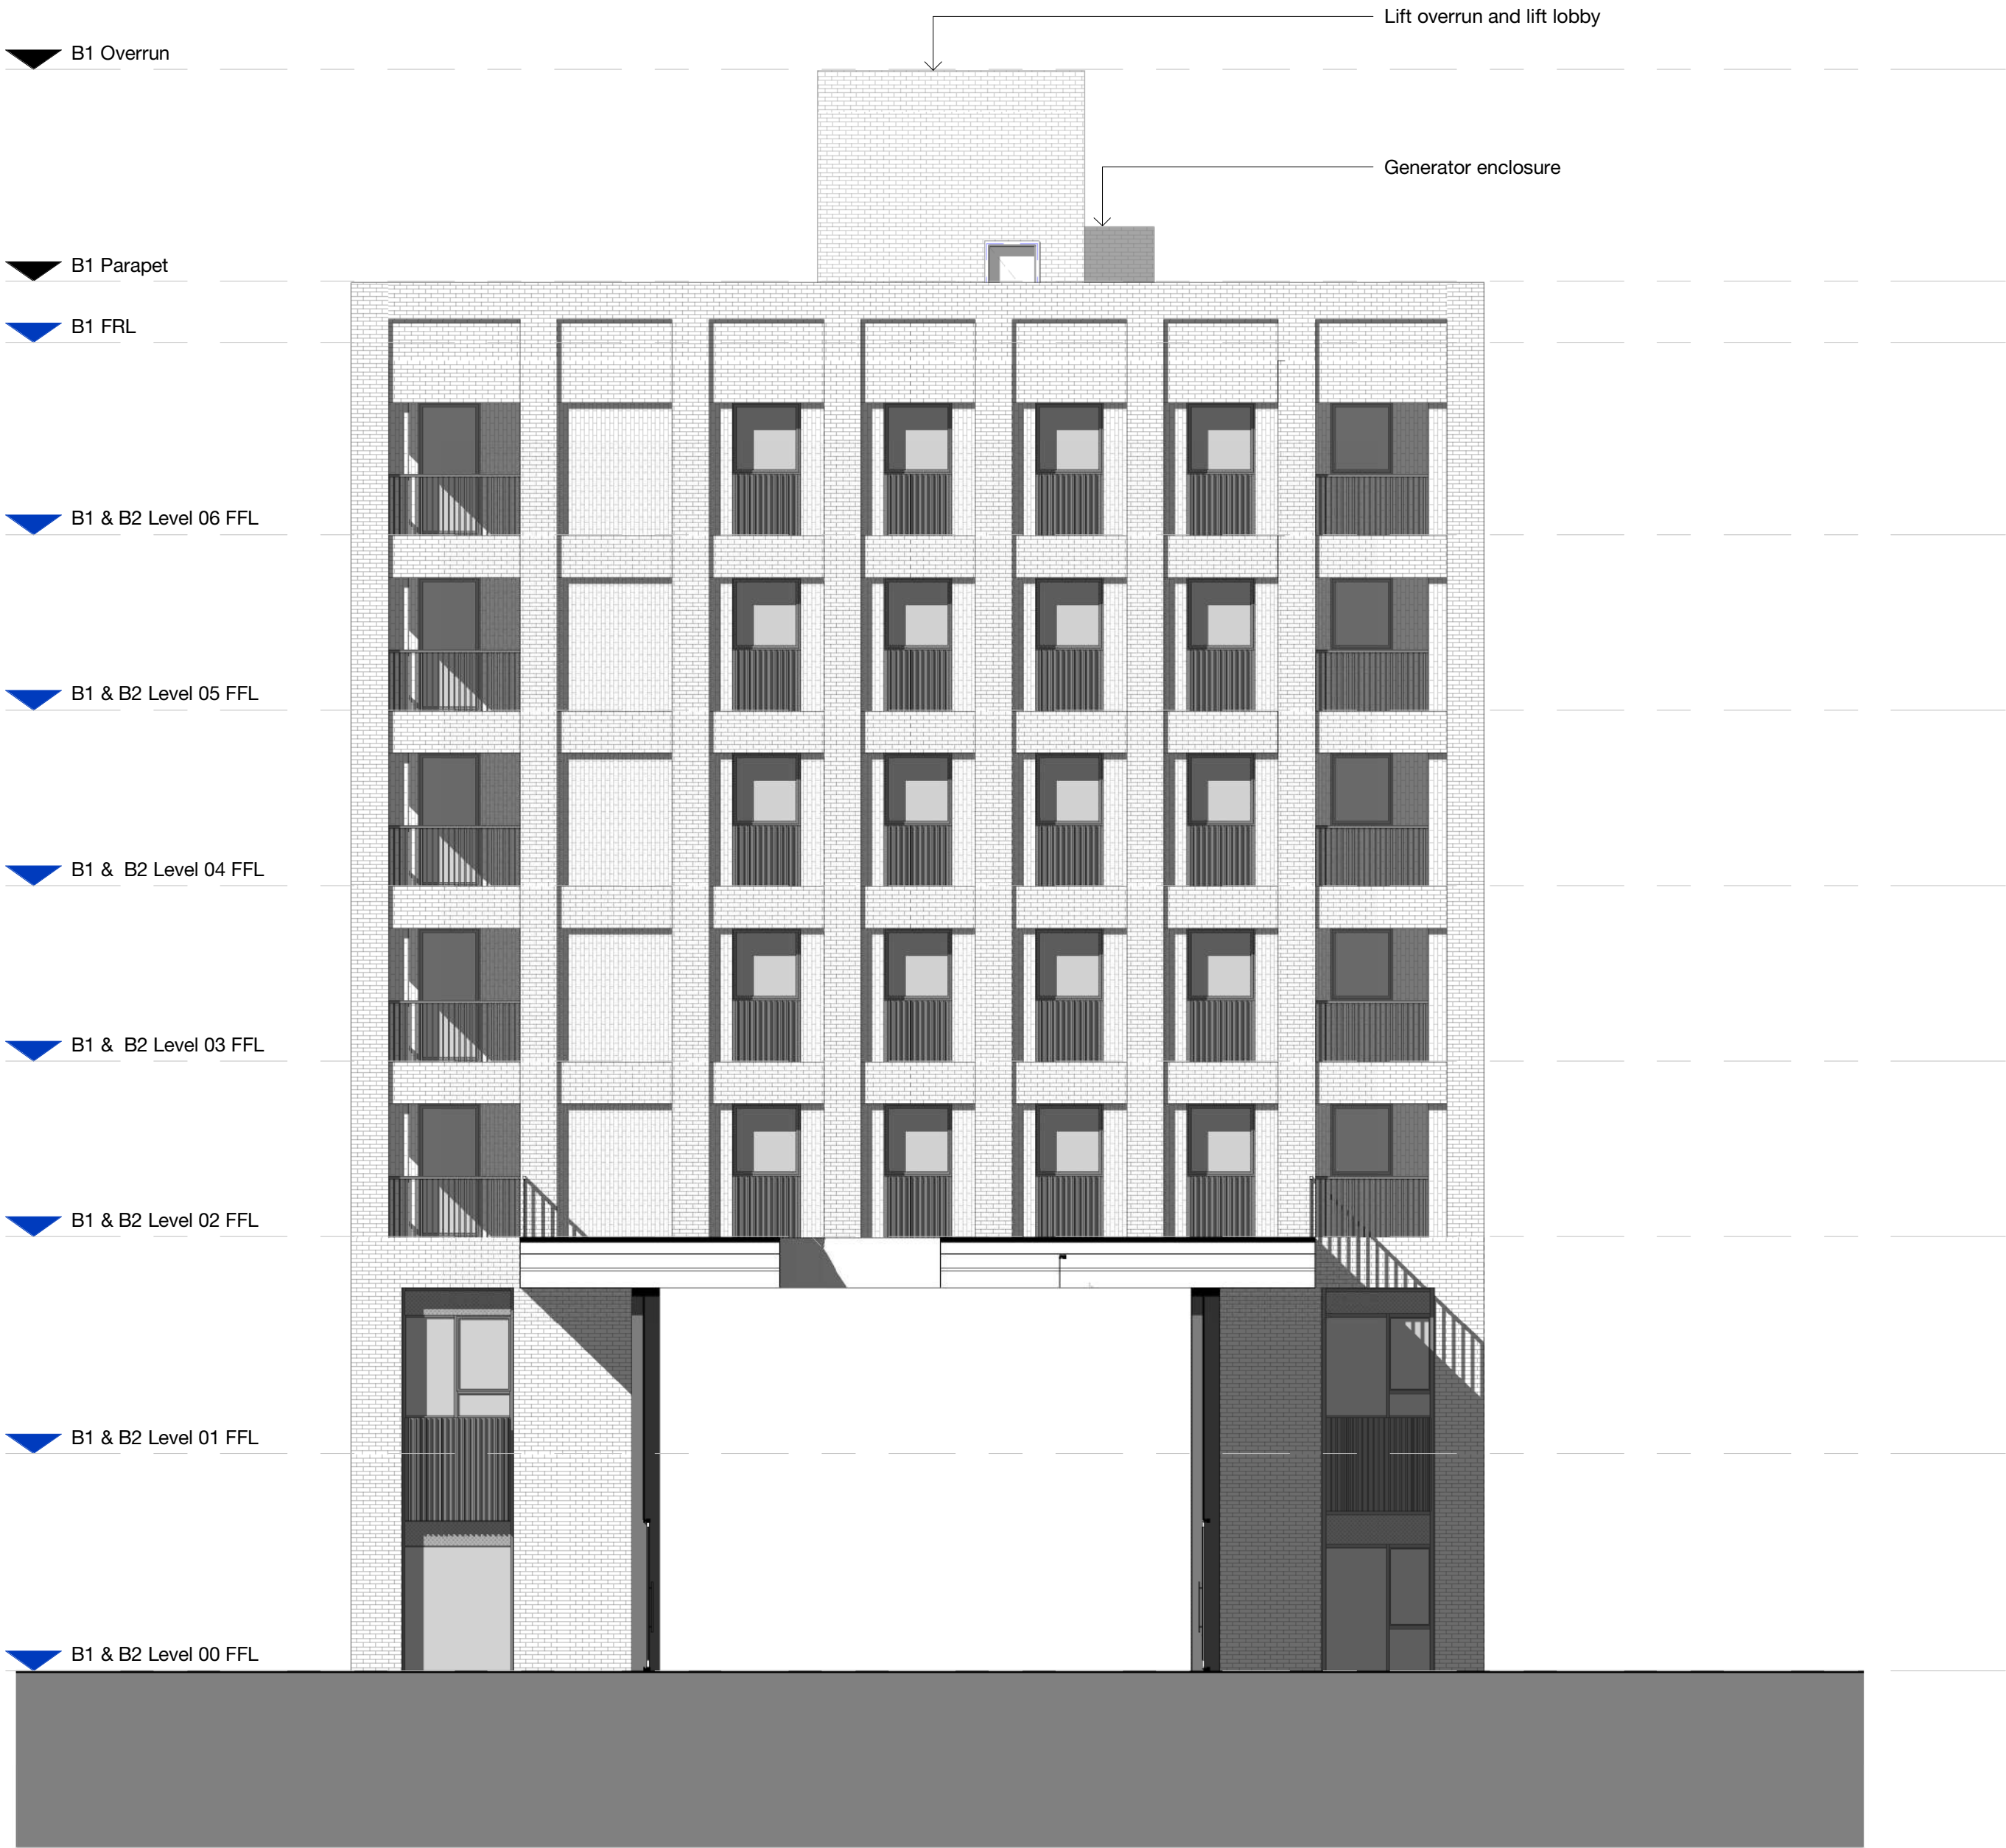 Lift overrun and lift lobby
B1 Overrun
Generator enclosure
B1 Parapet
B1 FRL
B1 & B2 Level 06 FFL
B1 & B2 Level 05 FFL
B1 &  B2 Level 04 FFL
B1 &  B2 Level 03 FFL
B1 & B2 Level 02 FFL
B1 & B2 Level 01 FFL
B1 & B2 Level 00 FFL